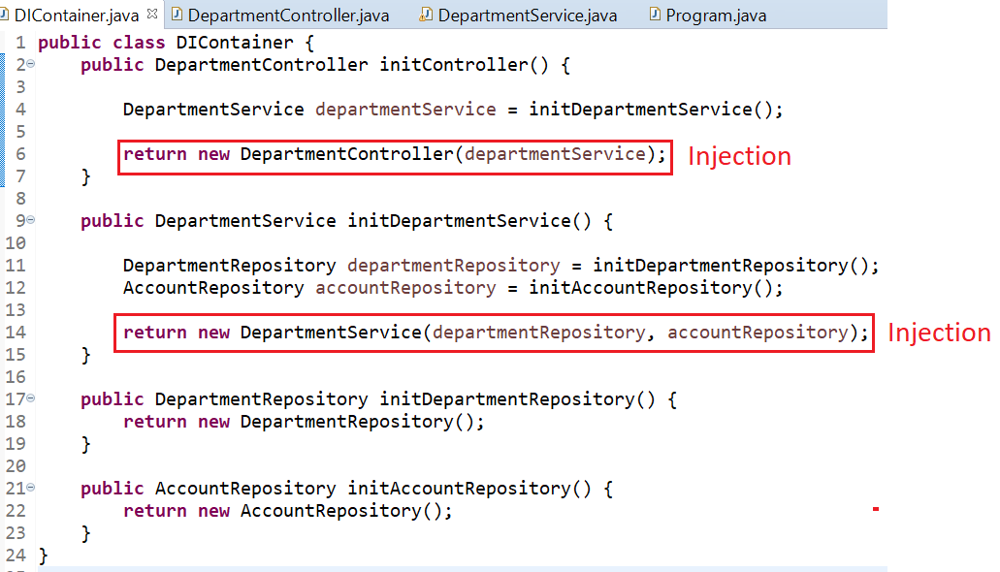 DIContainer.java DepartmentController.java DepartmentService.java Program.java
1 public class DIContainer {
2 public DepartmentController initController() {
3
4 DepartmentService departmentService = initDepartmentService();
5
6 return new DepartmentController(departmentService); Injection
7 }
8
9 public DepartmentService initDepartmentService() {
10
11 DepartmentRepository departmentRepository = initDepartmentRepository();
12 AccountRepository accountRepository = initAccountRepository();
13
14 return new DepartmentService(departmentRepository, accountRepository); Injection
15 }
16
17 public DepartmentRepository initDepartmentRepository() {
18 return new DepartmentRepository();
19 }
20
21 public AccountRepository initAccountRepository() {
22 return new AccountRepository();
23 }
24 }